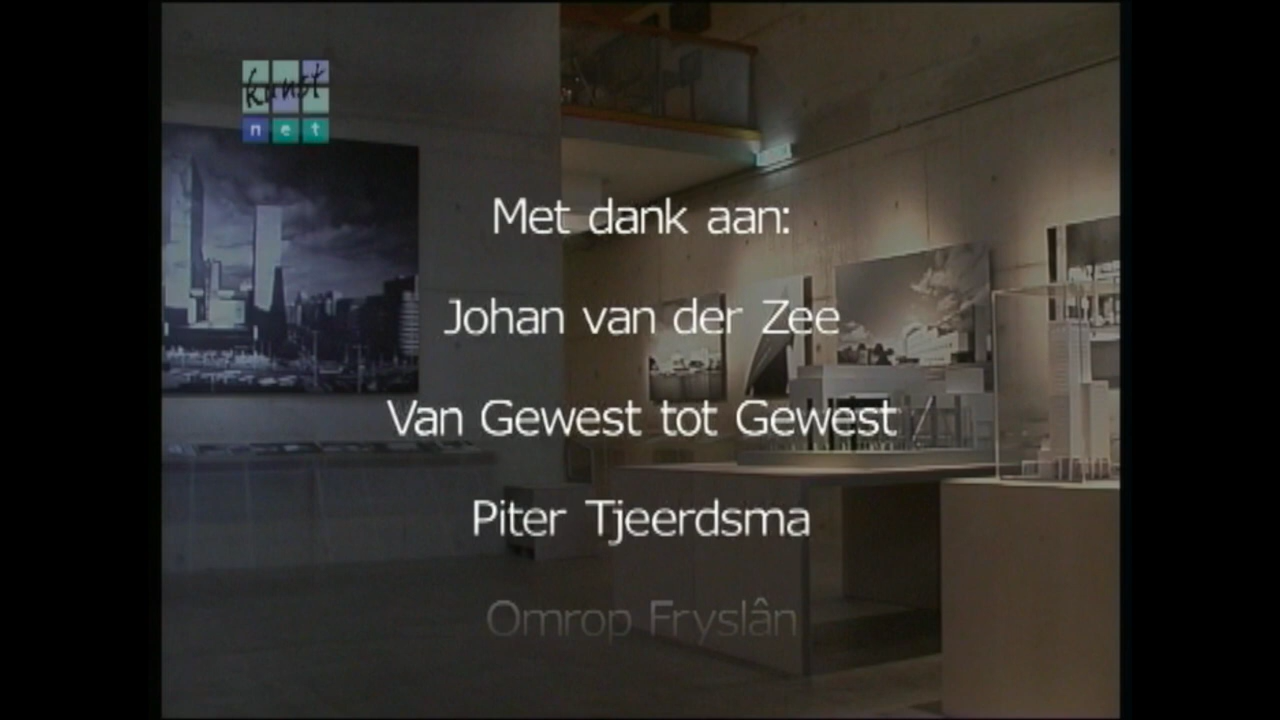 kunst
net
Met dank aan:
Johan van der Zee
Van Gewest tot Gewest
Piter Tjeerdsma
Omrop Fryslân